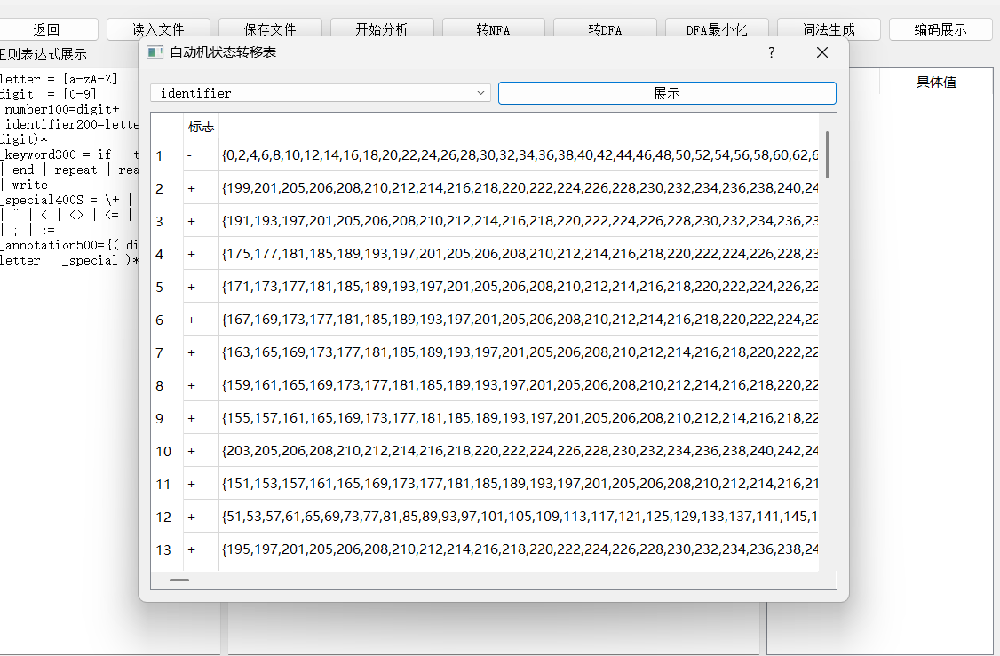 返回 读入文件 保存文件 开始分析 转NFA 转DFA DFA最小化 词法生成 编码展示
正则表达式展示
自动机状态转移表 ?
具体值
letter = [a-zA-Z]
digit = [0-9]
_number100=digit+
_identifier200=lette
digit)*
_keyword300 = if | t
| end | repeat | rea
| write
_special400S = \+ |
| ^ | < | <> | <= |
| ; | :=
_annotation500={( di
letter | _special )*
_identifier 展示
标志
1 - {0,2,4,6,8,10,12,14,16,18,20,22,24,26,28,30,32,34,36,38,40,42,44,46,48,50,52,54,56,58,60,62,6
2 + {199,201,205,206,208,210,212,214,216,218,220,222,224,226,228,230,232,234,236,238,240,24
3 + {191,193,197,201,205,206,208,210,212,214,216,218,220,222,224,226,228,230,232,234,236,23
4 + {175,177,181,185,189,193,197,201,205,206,208,210,212,214,216,218,220,222,224,226,228,23
5 + {171,173,177,181,185,189,193,197,201,205,206,208,210,212,214,216,218,220,222,224,226,22
6 + {167,169,173,177,181,185,189,193,197,201,205,206,208,210,212,214,216,218,220,222,224,22
7 + {163,165,169,173,177,181,185,189,193,197,201,205,206,208,210,212,214,216,218,220,222,22
8 + {159,161,165,169,173,177,181,185,189,193,197,201,205,206,208,210,212,214,216,218,220,22
9 + {155,157,161,165,169,173,177,181,185,189,193,197,201,205,206,208,210,212,214,216,218,22
10 + {203,205,206,208,210,212,214,216,218,220,222,224,226,228,230,232,234,236,238,240,242,24
11 + {151,153,157,161,165,169,173,177,181,185,189,193,197,201,205,206,208,210,212,214,216,21
12 + {51,53,57,61,65,69,73,77,81,85,89,93,97,101,105,109,113,117,121,125,129,133,137,141,145,1
13 + {195,197,201,205,206,208,210,212,214,216,218,220,222,224,226,228,230,232,234,236,238,24